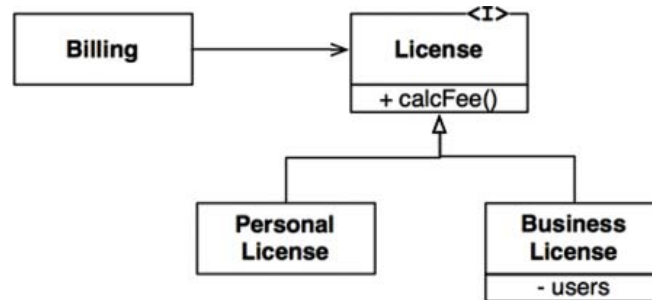 <I>
Billing
License
+ calcFee()
Personal
License
Business
License
- users